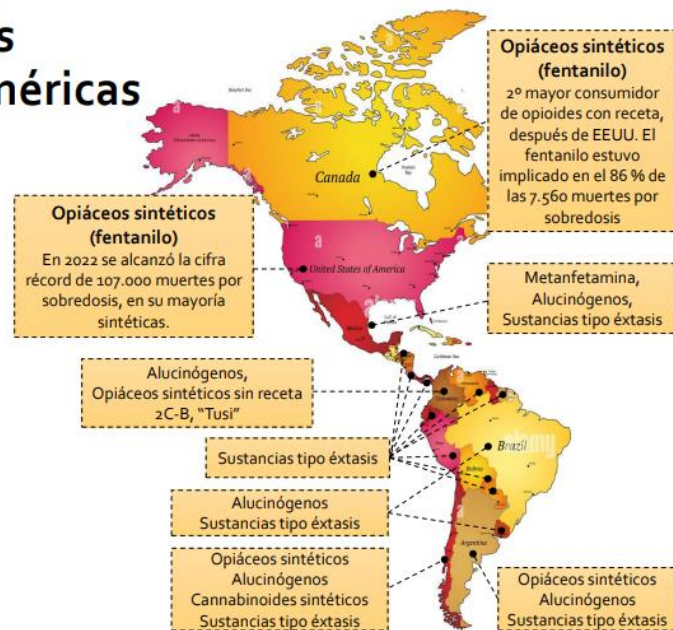 s
méricas
Opiáceos sintéticos
(fentanilo)
2º mayor consumidor
de opioides con receta,
después de EEUU. El
fentanilo estuvo
implicado en el 86 % de
las 7.560 muertes por
sobredosis
Canada
Opiáceos sintéticos
(fentanilo)
En 2022 se alcanzó la cifra
récord de 107.000 muertes por
sobredosis, en su mayoría
sintéticas.
United States of America
Metanfetamina,
Alucinógenos,
Sustancias tipo éxtasis
Mexico
Alucinógenos,
Opiáceos sintéticos sin receta
2C-B, “Tusi”
Sustancias tipo éxtasis
Brazil
alamy
Bolivia
Alucinógenos
Sustancias tipo éxtasis
Argentina
Opiáceos sintéticos
Alucinógenos
Cannabinoides sintéticos
Sustancias tipo éxtasis
Opiáceos sintéticos
Alucinógenos
Sustancias tipo éxtasis